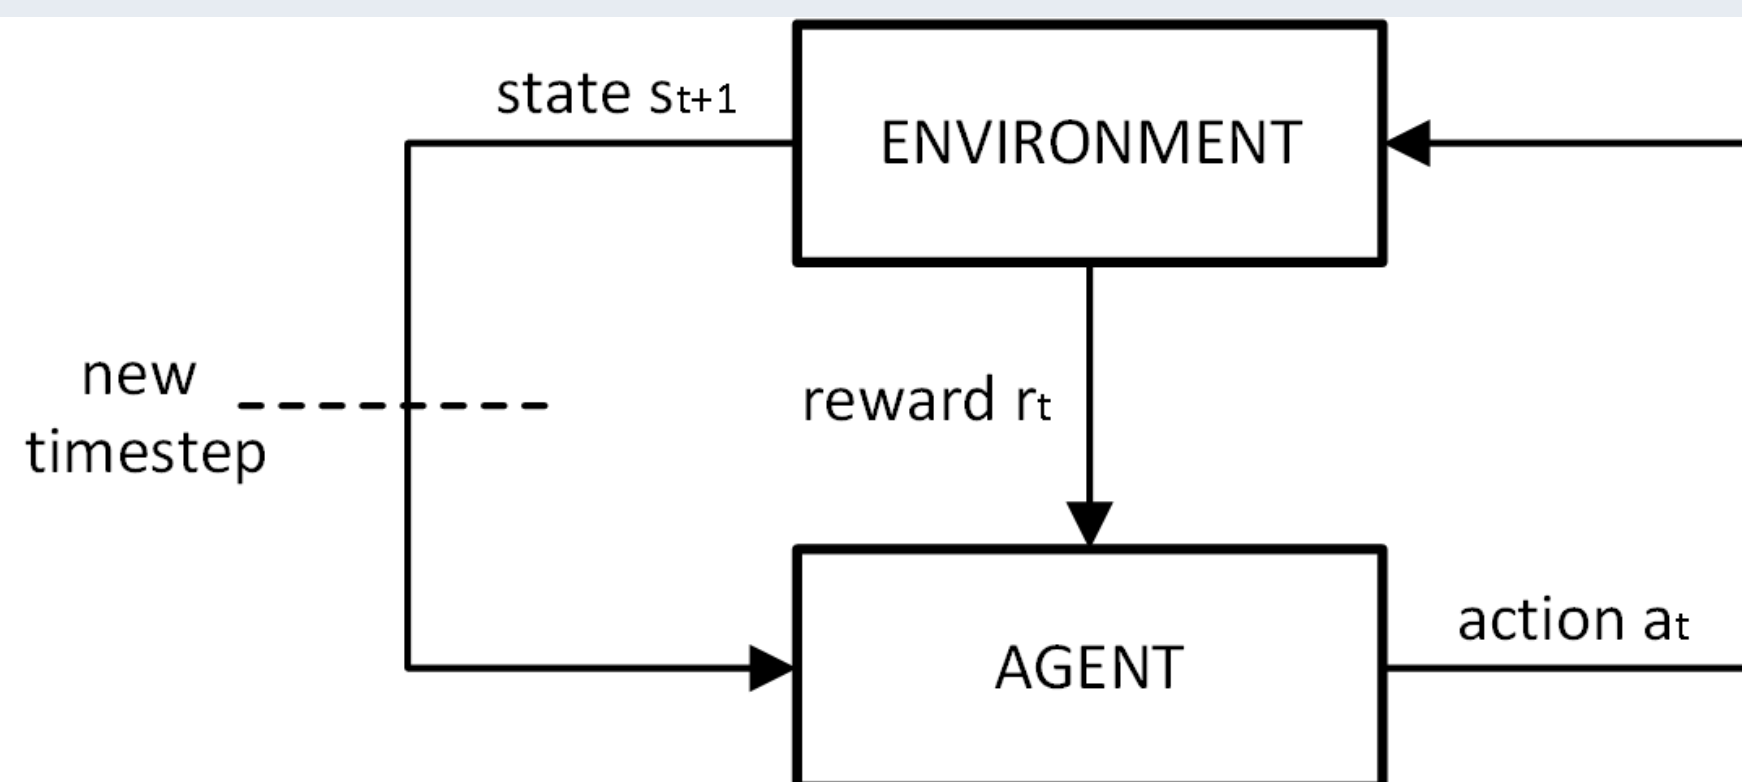 state st+1
ENVIRONMENT
new
timestep
reward rt
action at
AGENT